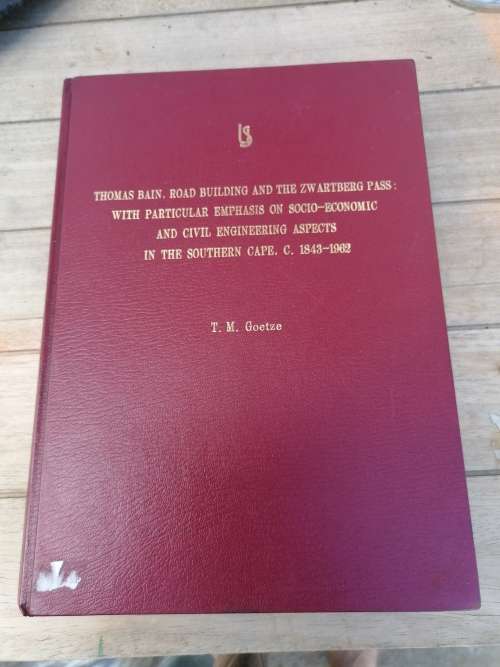 THOMAS BAIN, ROAD BUILDING AND THE ZWARTBERG PASS:
WITH PARTICULAR EMPHASIS ON SOCIO-ECONOMIC
AND CIVIL ENGINEERING ASPECTS
IN THE SOUTHERN CAPE. C. 1843-1962
T. M. Goetze